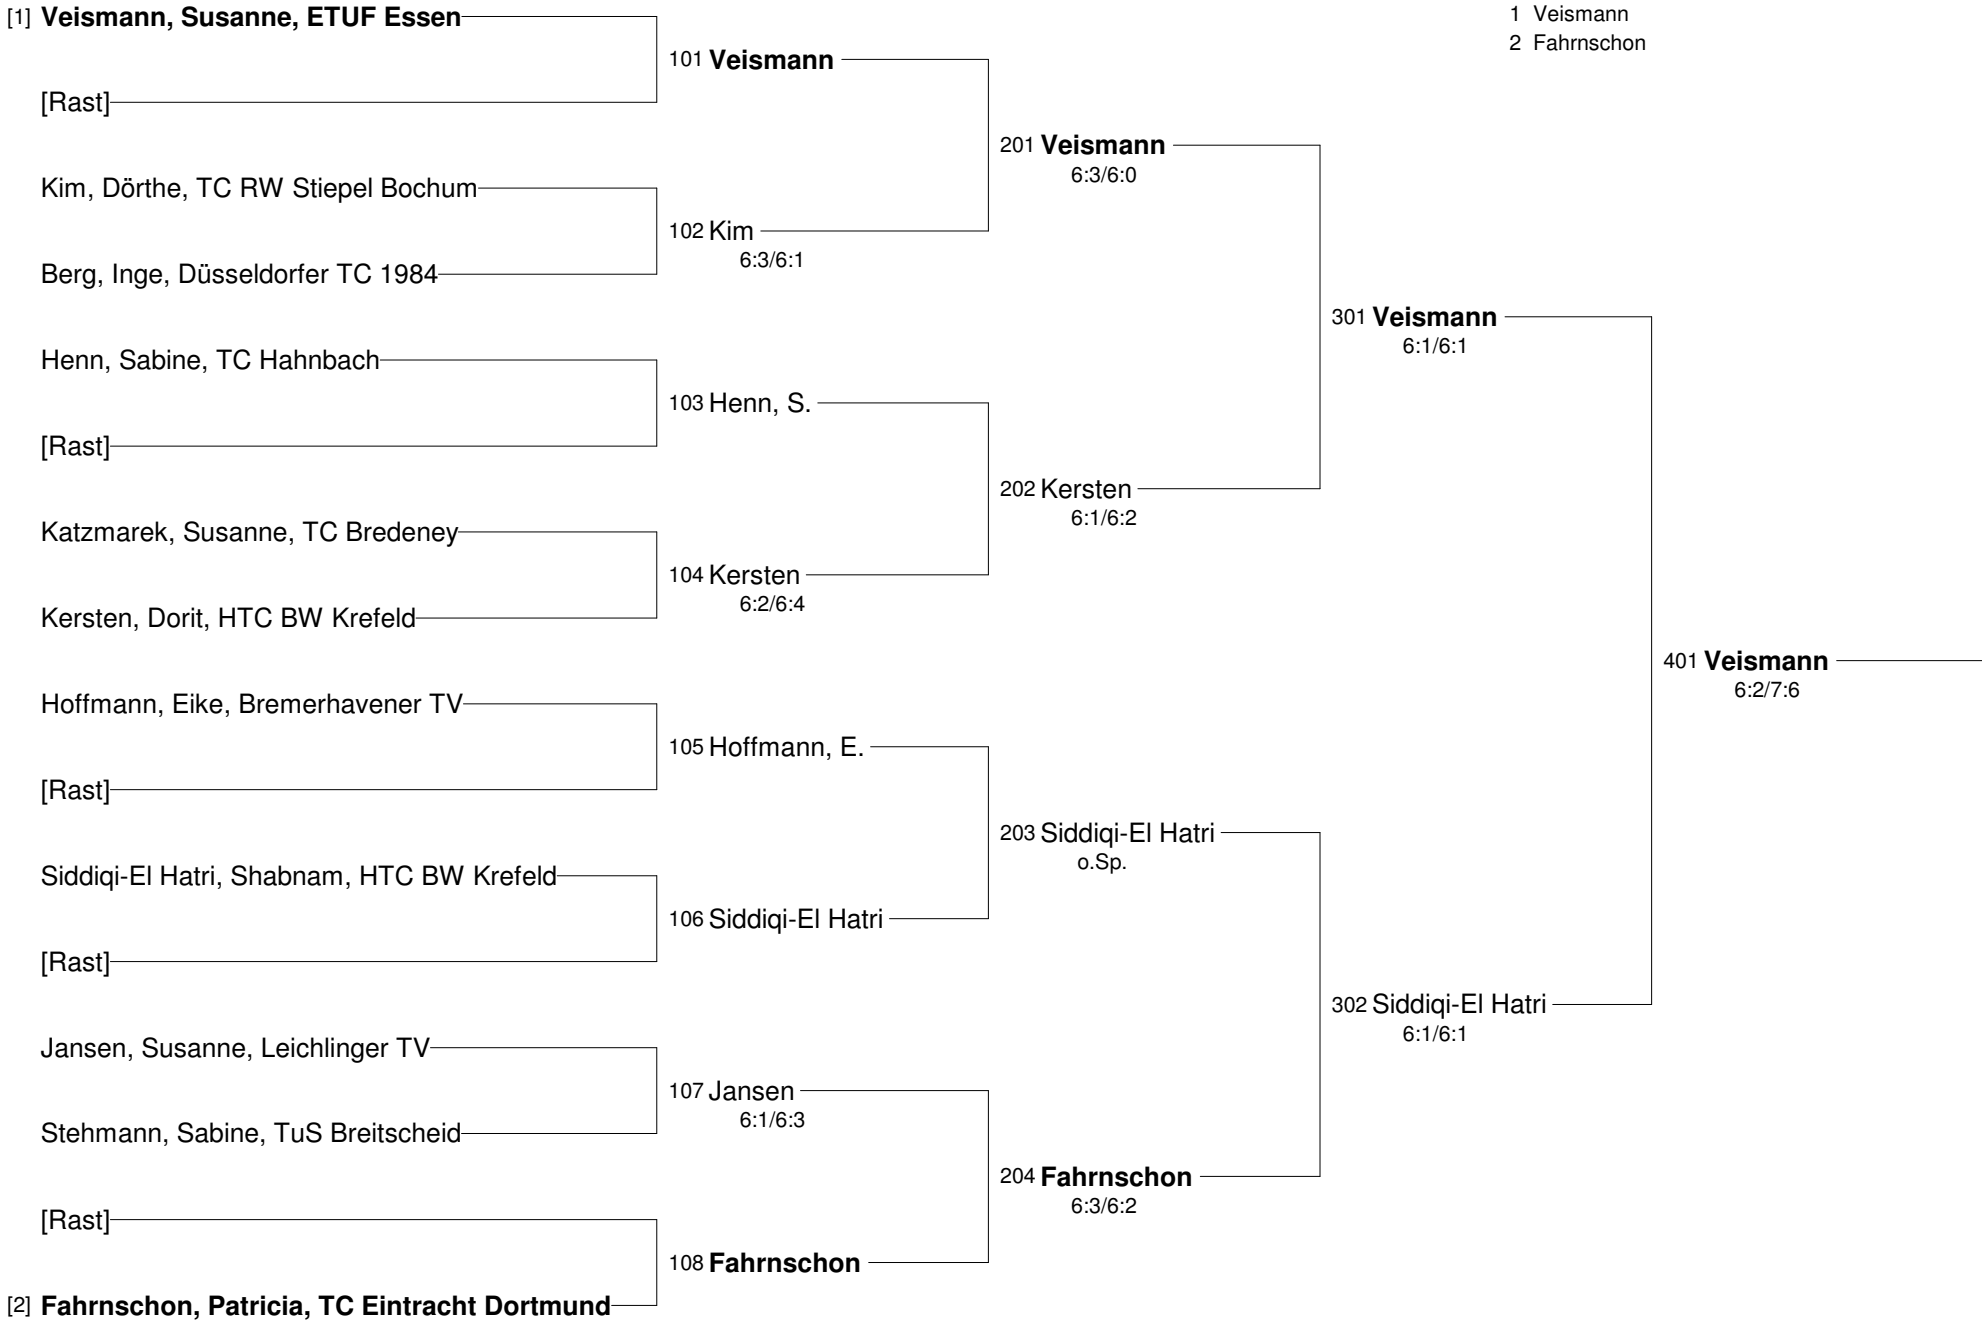 [1] Veismann, Susanne, ETUF Essen
[Rast]
Kim, Dörthe, TC RW Stiepel Bochum
Berg, Inge, Düsseldorfer TC 1984
Henn, Sabine, TC Hahnbach
[Rast]
Katzmarek, Susanne, TC Bredeney
Kersten, Dorit, HTC BW Krefeld
Hoffmann, Eike, Bremerhavener TV
[Rast]
Siddiqi-El Hatri, Shabnam, HTC BW Krefeld
[Rast]
Jansen, Susanne, Leichlinger TV
Stehmann, Sabine, TuS Breitscheid
[Rast]
[2] Fahrnschon, Patricia, TC Eintracht Dortmund
101 Veismann
102 Kim
6:3/6:1
103 Henn, S.
104 Kersten
6:2/6:4
105 Hoffmann, E.
106 Siddiqi-El Hatri
107 Jansen
6:1/6:3
108 Fahrnschon
201 Veismann
6:3/6:0
202 Kersten
6:1/6:2
203 Siddiqi-El Hatri
o.Sp.
204 Fahrnschon
6:3/6:2
301 Veismann
6:1/6:1
302 Siddiqi-El Hatri
6:1/6:1
401 Veismann
6:2/7:6
1 Veismann
2 Fahrnschon